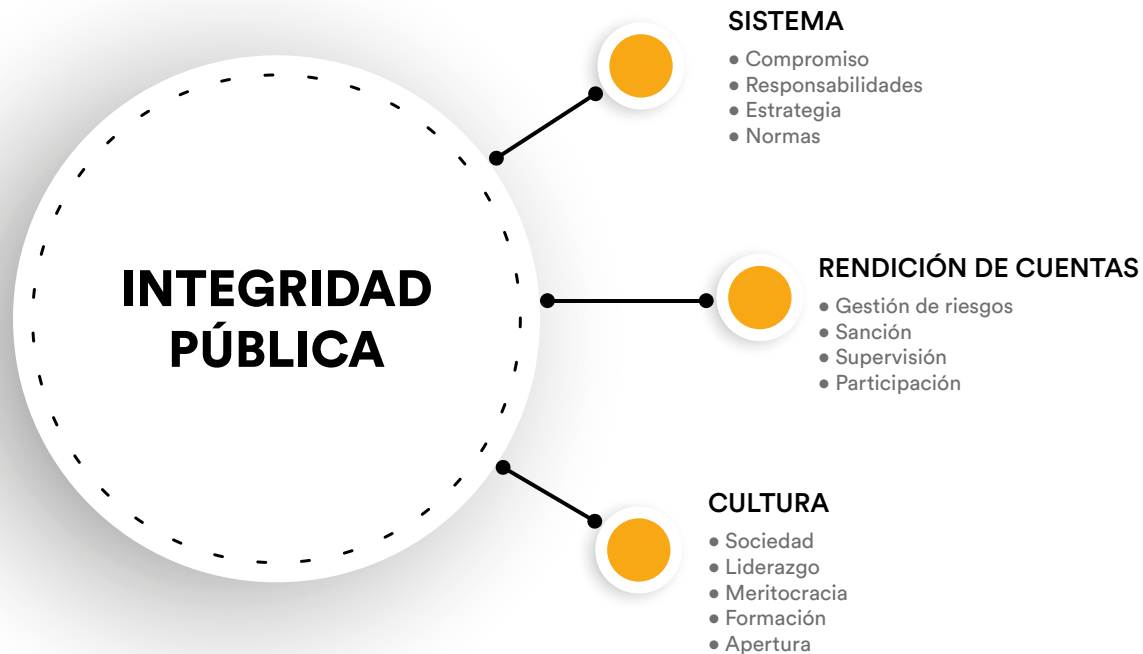 INTEGRIDAD
PÚBLICA
SISTEMA
● Compromiso
● Responsabilidades
● Estrategia
● Normas
RENDICIÓN DE CUENTAS
● Gestión de riesgos
● Sanción
● Supervisión
● Participación
CULTURA
● Sociedad
● Liderazgo
● Meritocracia
● Formación
● Apertura